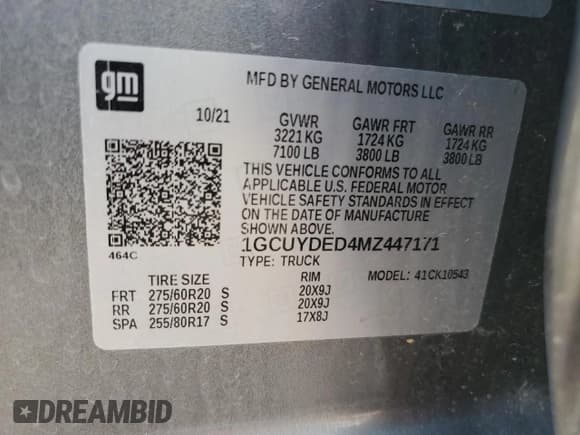 gm
MFD BY GENERAL MOTORS LLC
10/21 GVWR GAWR FRT GAWR RR
3221 KG 1724 KG 1724 KG
7100 LB 3800 LB 3800 LB
THIS VEHICLE CONFORMS TO ALL
APPLICABLE U.S. FEDERAL MOTOR
VEHICLE SAFETY STANDARDS IN EFFECT
ON THE DATE OF MANUFACTURE
SHOWN ABOVE.
464C
1GCUYDED4MZ447171
TYPE: TRUCK MODEL: 41CK10543
TIRE SIZE RIM
FRT 275/60R20 S 20X9J
RR 275/60R20 S 20X9J
SPA 255/80R17 S 17X8J
DREAMBID